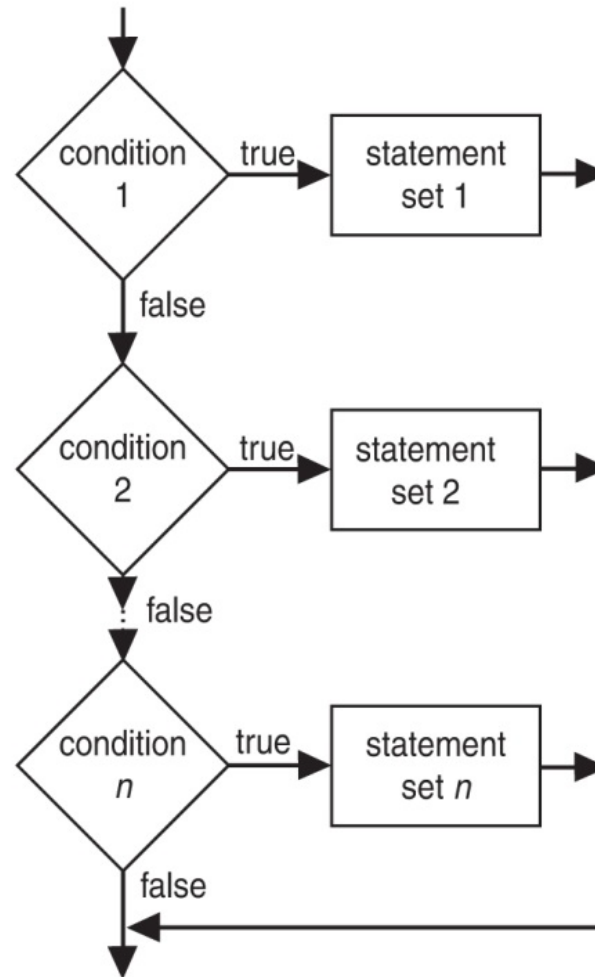 condition
1
true
statement
set 1
false
condition
2
true
statement
set 2
false
condition
n
true
statement
set n
false